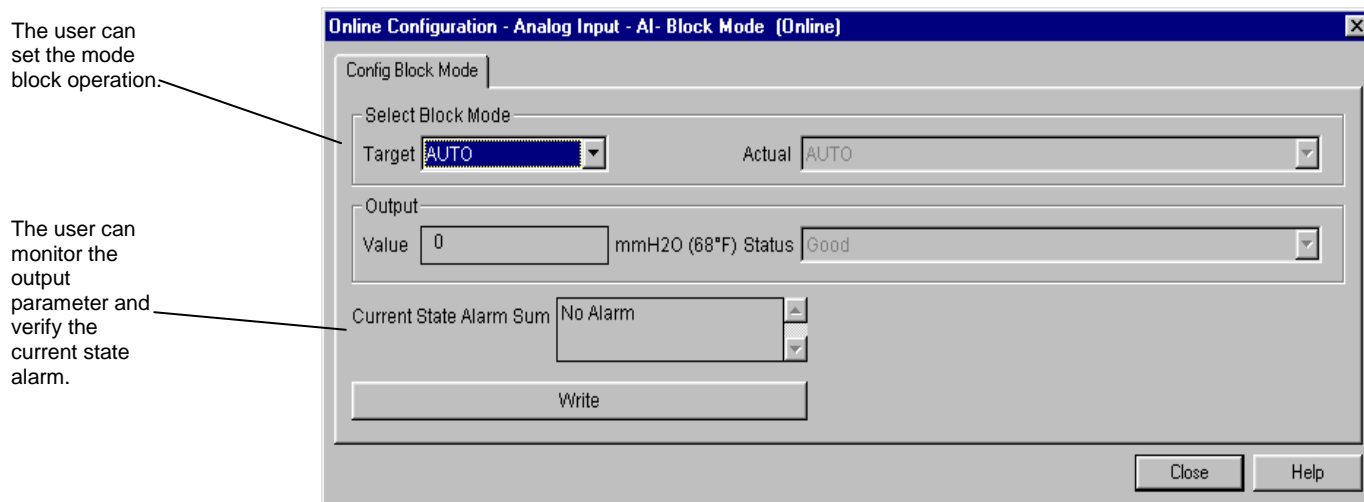 The user can
set the mode
block operation.
The user can
monitor the
output
parameter and
verify the
current state
alarm.
Online Configuration - Analog Input - AI- Block Mode (Online)
Config Block Mode
Select Block Mode
Target AUTO Actual AUTO
Output
Value 0 mmH2O (68°F) Status Good
Current State Alarm Sum No Alarm
Write
Close Help